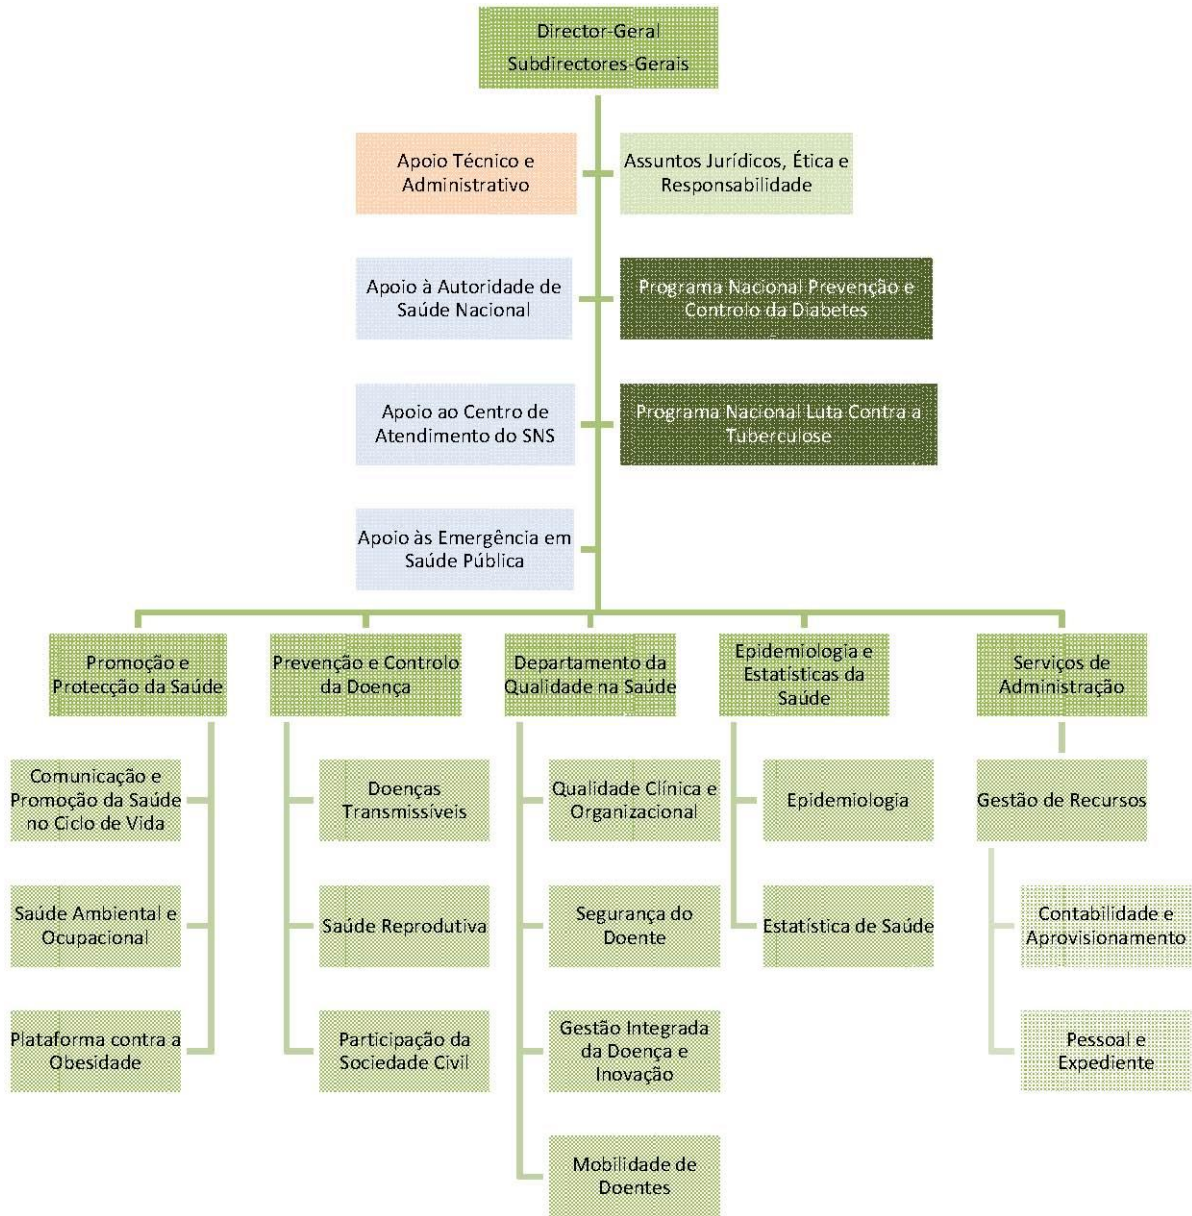 Director-Geral
Subdirectores-Gerais
Apoio Técnico e
Administrativo
Assuntos Jurídicos, Ética e
Responsabilidade
Apoio à Autoridade de
Saúde Nacional
Programa Nacional Prevenção e
Controlo da Diabetes
Apoio ao Centro de
Atendimento do SNS
Programa Nacional Luta Contra a
Tuberculose
Apoio às Emergência em
Saúde Pública
Promoção e
Protecção da Saúde
Prevenção e Controlo
da Doença
Departamento da
Qualidade na Saúde
Epidemiologia e
Estatísticas da
Saúde
Serviços de
Administração
Comunicação e
Promoção da Saúde
no Ciclo de Vida
Doenças
Transmissíveis
Qualidade Clínica e
Organizacional
Epidemiologia
Gestão de Recursos
Saúde Ambiental e
Ocupacional
Saúde Reprodutiva
Segurança do
Doente
Estatística de Saúde
Contabilidade e
Aprovisionamento
Plataforma contra a
Obesidade
Participação da
Sociedade Civil
Gestão Integrada
da Doença e
Inovação
Pessoal e
Expediente
Mobilidade de
Doentes